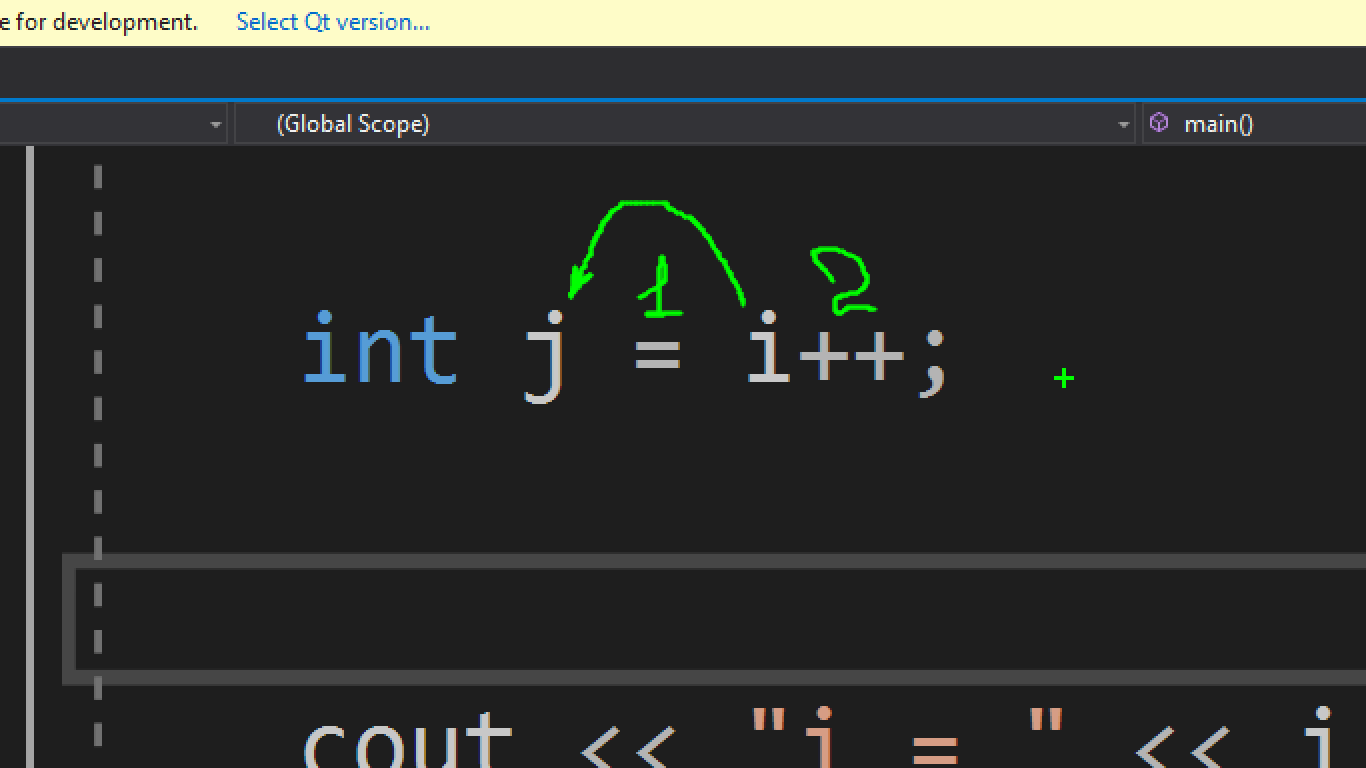 e for development. Select Qt version...
(Global Scope) main()
1 2
int j = i++;
+
cout << "i = " << i